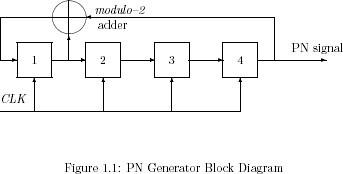 modulo–2
adder
PN signal
1 2 3 4
CLK
Figure 1.1: PN Generator Block Diagram